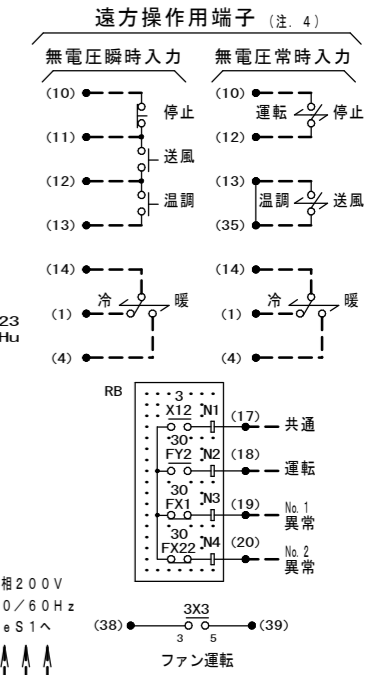 遠方操作用端子 (注. 4)
無電圧瞬時入力 無電圧常時入力
(10) 停止 (10) 運転 停止
(11) (12)
送風
(12) (13)
温調 温調 送風
(13) (35)
(14) (14)
冷 暖 冷 暖
(1) (1)
23
Hu
(4) (4)
RB
3
X12 N1 (17) 共通
30
FY2 N2 (18) 運転
30
FX1 N3 (19) No.1
異常
30
FX22 N4 (20) No.2
異常
相200V
0/60Hz
eS1へ
3X3
(38) (39)
3 5
ファン運転